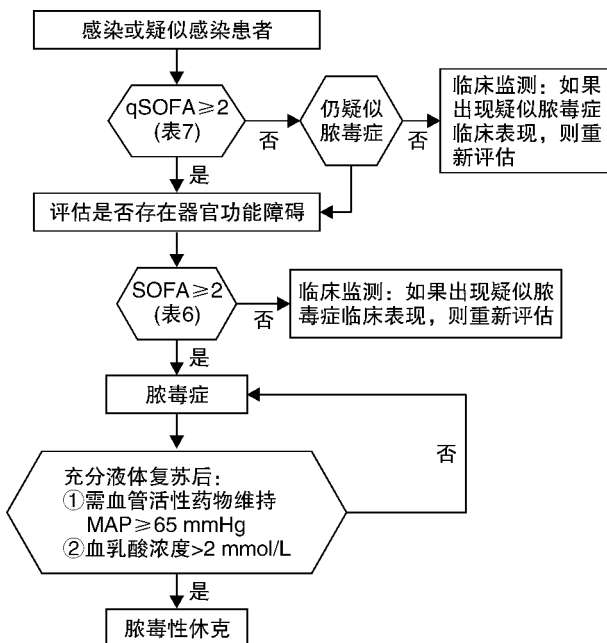 感染或疑似感染患者
qSOFA≥2
(表7)
否
仍疑似
脓毒症
否
临床监测：如果
出现疑似脓毒症
临床表现，则重
新评估
是
评估是否存在器官功能障碍
SOFA≥2
(表6)
否
临床监测：如果出现疑似脓
毒症临床表现，则重新评估
是
脓毒症
否
充分液体复苏后：
①需血管活性药物维持
MAP≥65 mmHg
②血乳酸浓度>2 mmol/L
是
脓毒性休克